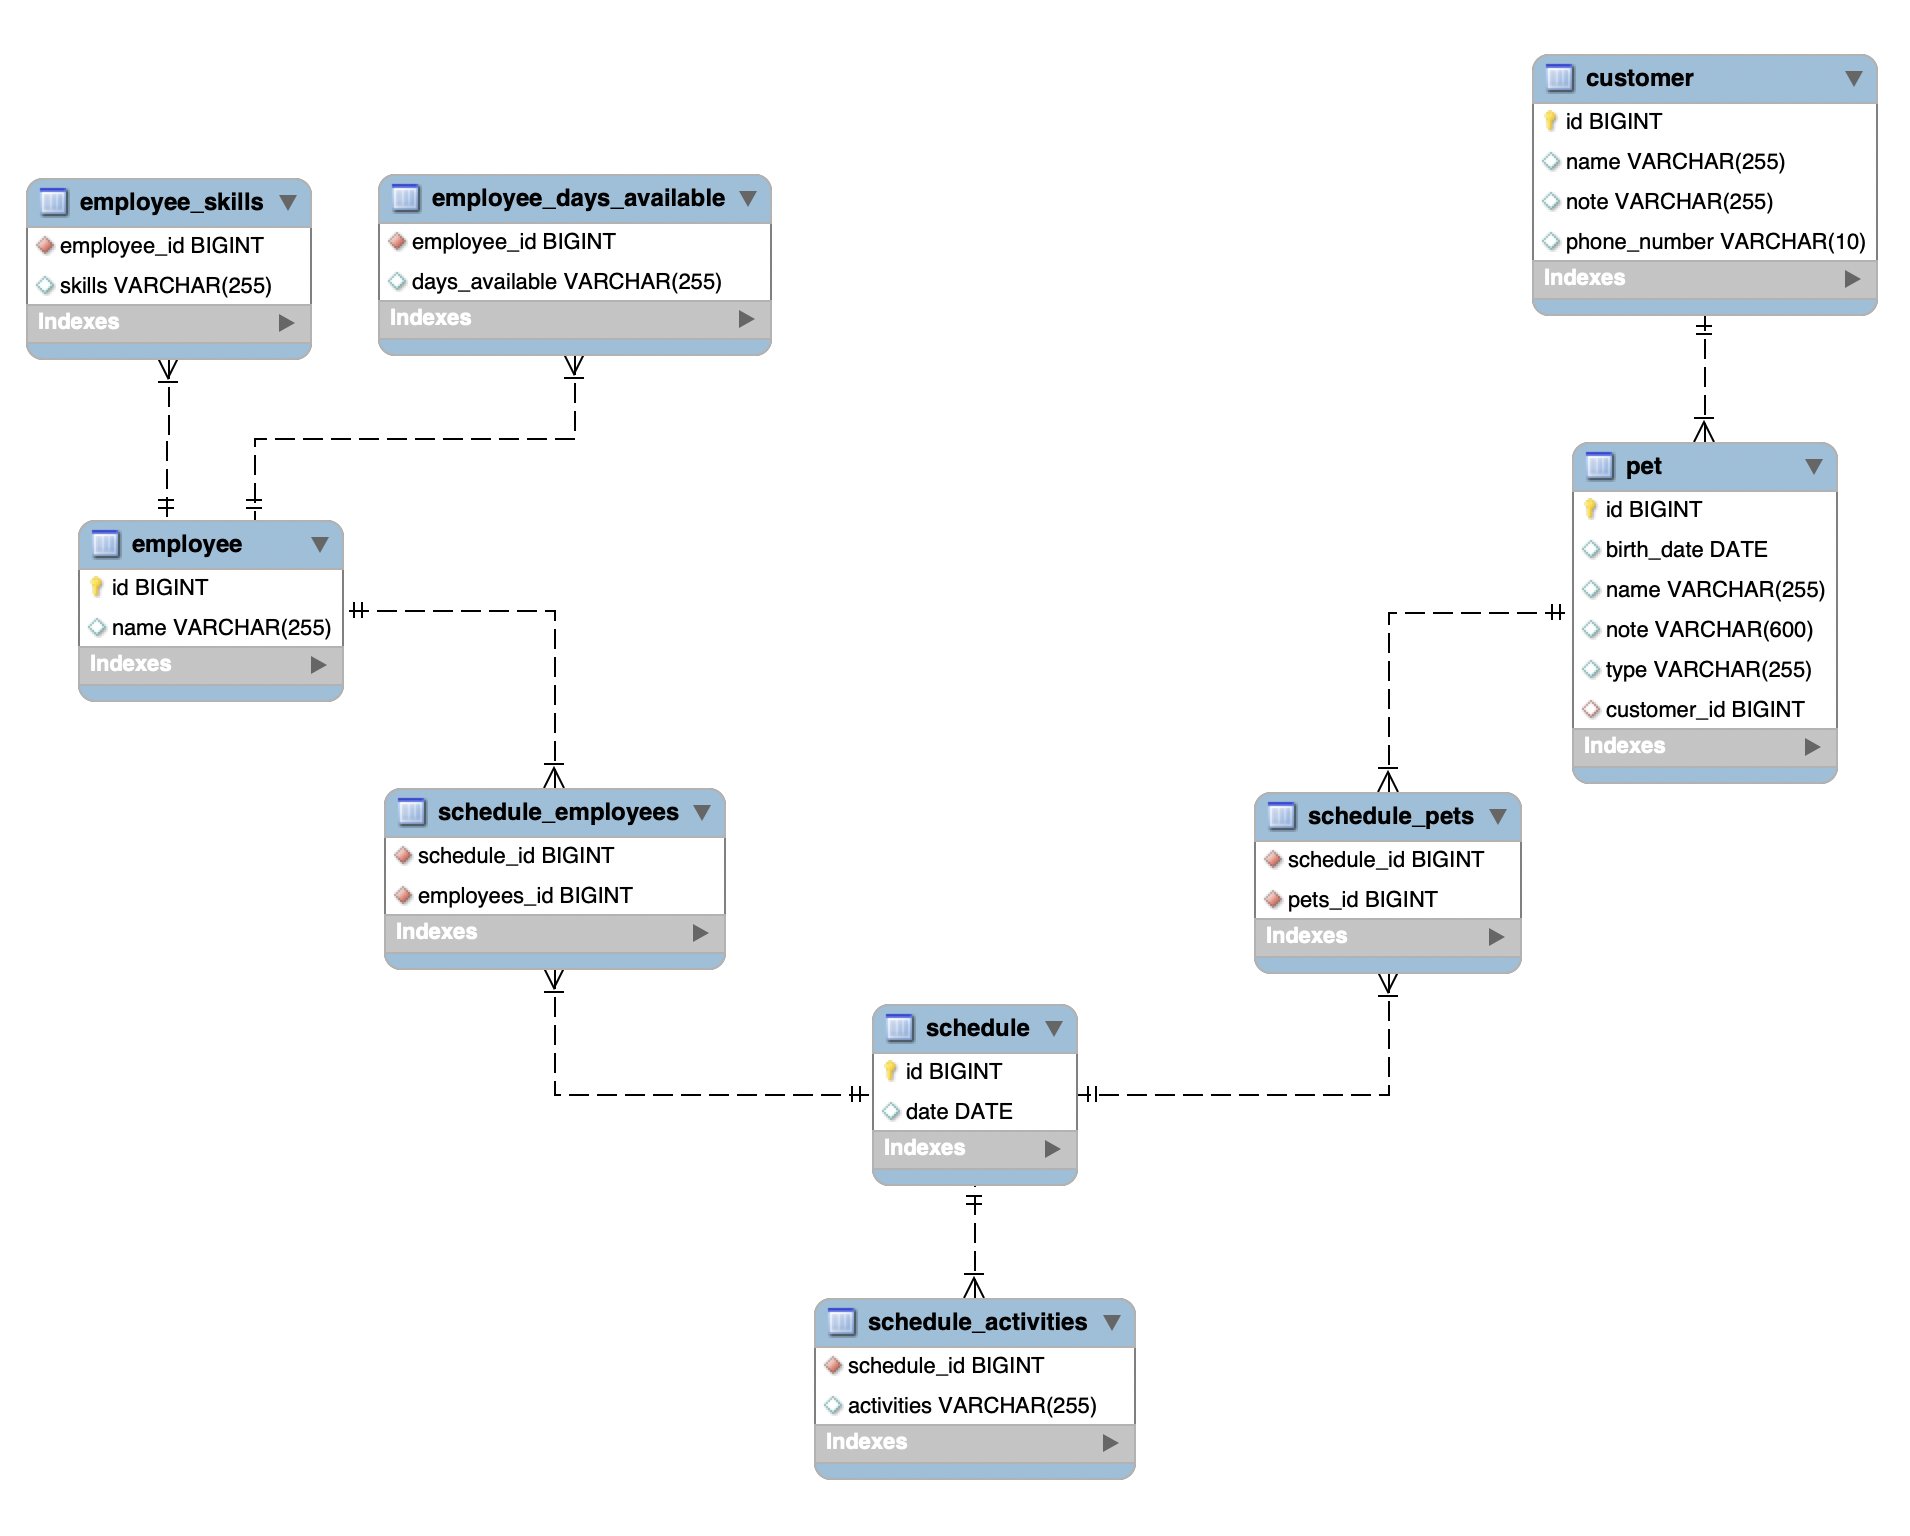 customer
id BIGINT
name VARCHAR(255)
note VARCHAR(255)
phone_number VARCHAR(10)
Indexes
employee_skills
employee_id BIGINT
skills VARCHAR(255)
Indexes
employee_days_available
employee_id BIGINT
days_available VARCHAR(255)
Indexes
pet
id BIGINT
birth_date DATE
name VARCHAR(255)
note VARCHAR(600)
type VARCHAR(255)
customer_id BIGINT
Indexes
employee
id BIGINT
name VARCHAR(255)
Indexes
schedule_employees
schedule_id BIGINT
employees_id BIGINT
Indexes
schedule_pets
schedule_id BIGINT
pets_id BIGINT
Indexes
schedule
id BIGINT
date DATE
Indexes
schedule_activities
schedule_id BIGINT
activities VARCHAR(255)
Indexes